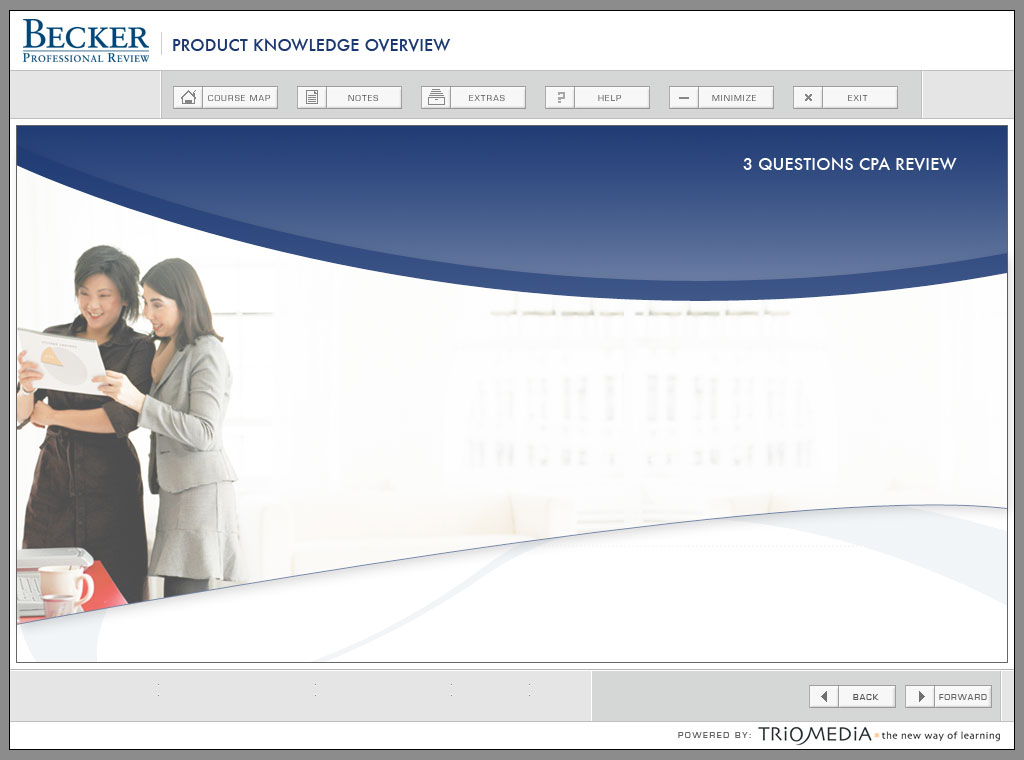 BECKER
PROFESSIONAL REVIEW
PRODUCT KNOWLEDGE OVERVIEW
COURSE MAP
NOTES
EXTRAS
HELP
MINIMIZE
EXIT
3 QUESTIONS CPA REVIEW
BACK
FORWARD
POWERED BY: TRiOMEDiA the new way of learning